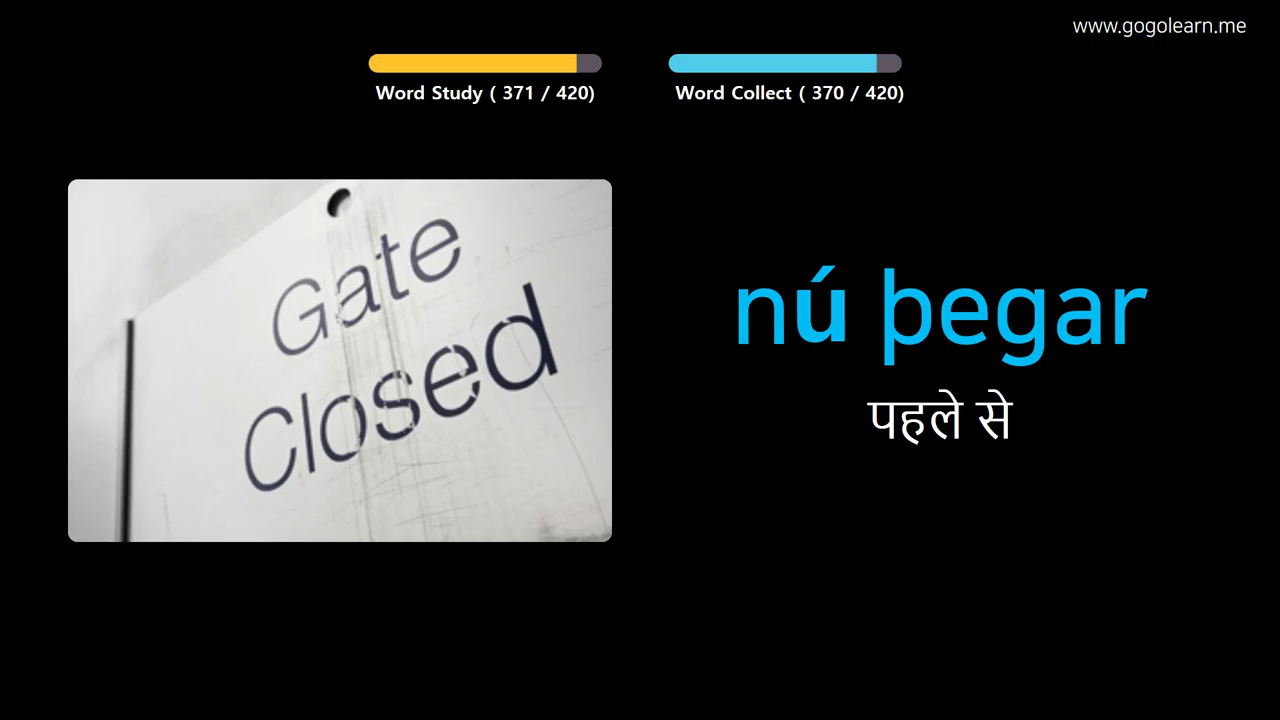 www.gogolearn.me
Word Study ( 371 / 420)
Word Collect ( 370 / 420)
Gate
Closed
nú þegar
पहले से